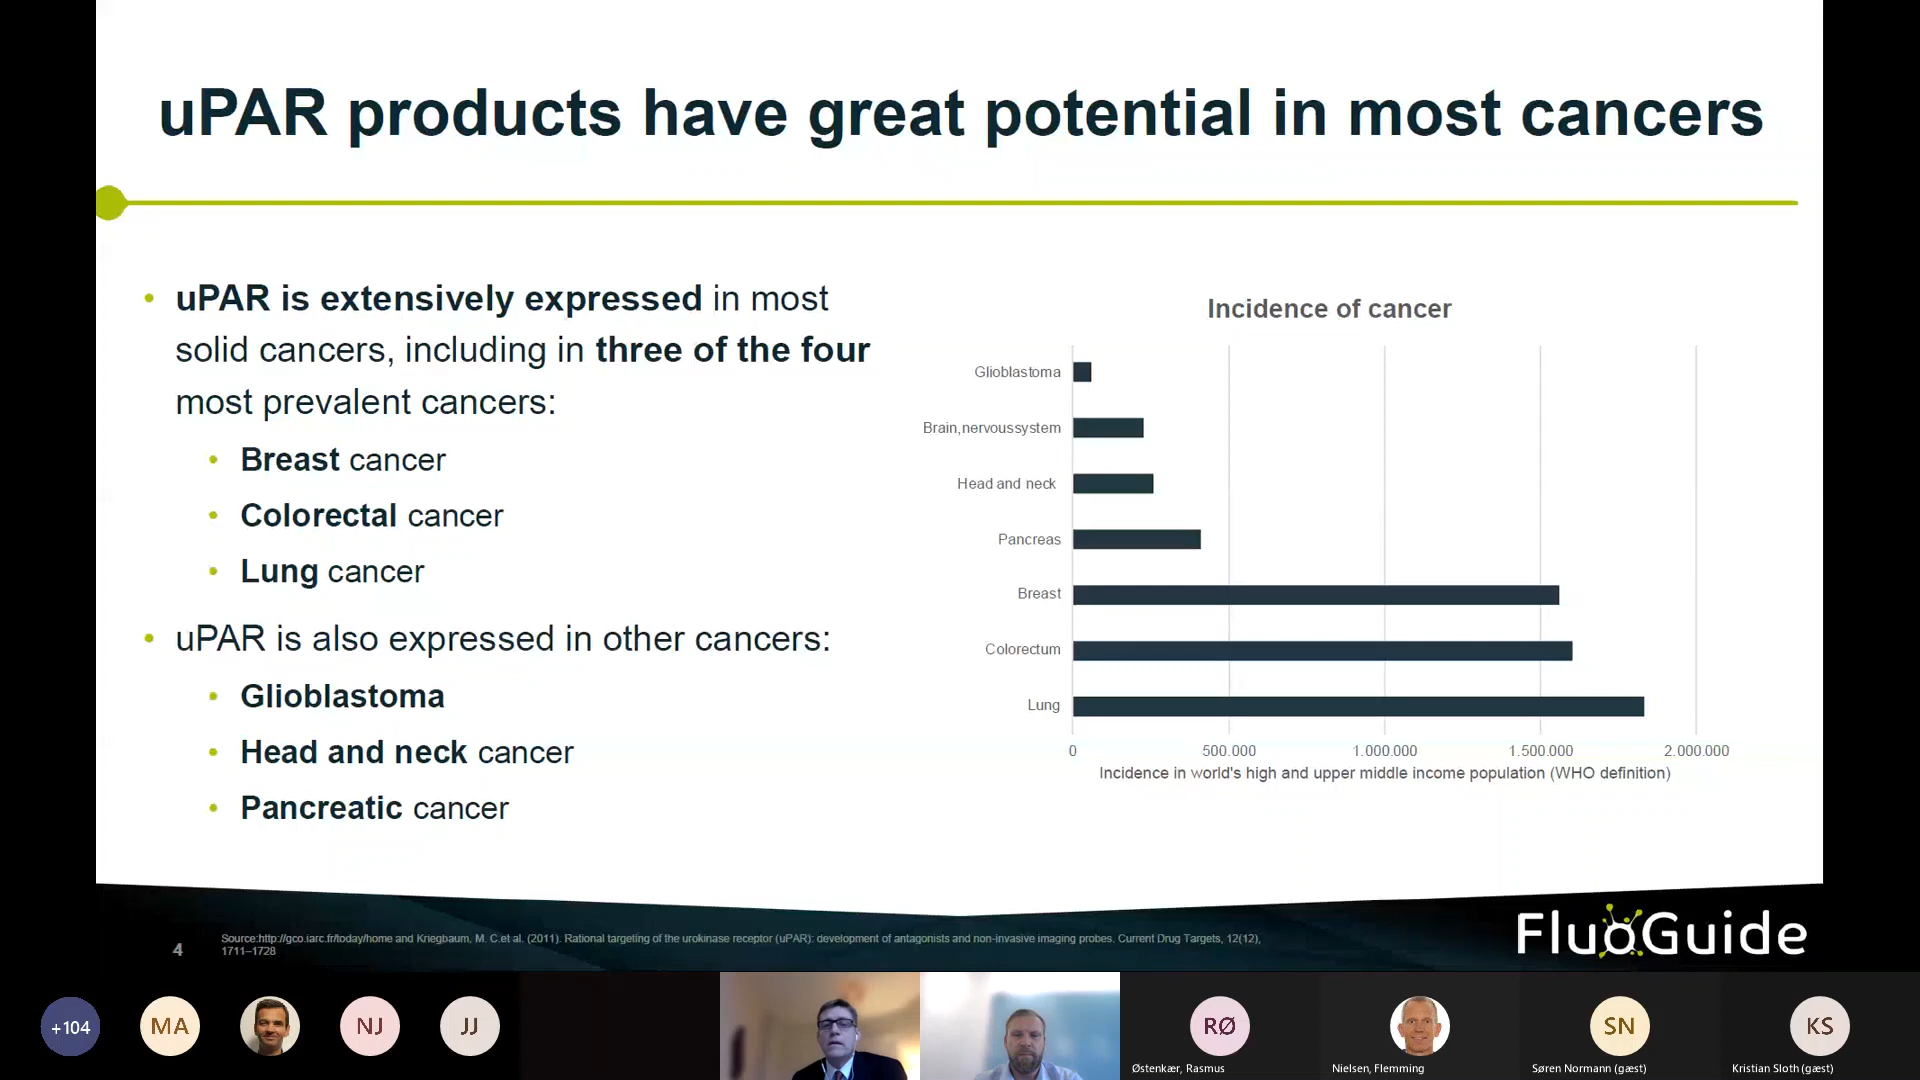 uPAR products have great potential in most cancers
• uPAR is extensively expressed in most
solid cancers, including in three of the four
most prevalent cancers:
• Breast cancer
• Colorectal cancer
• Lung cancer
• uPAR is also expressed in other cancers:
• Glioblastoma
• Head and neck cancer
• Pancreatic cancer
Incidence of cancer
Glioblastoma
Brain,nervoussystem
Head and neck
Pancreas
Breast
Colorectum
Lung
0 500.000 1.000.000 1.500.000 2.000.000
Incidence in world's high and upper middle income population (WHO definition)
4
Source:http://gco.iarc.fr/today/home and Kriegbaum, M. C.et al. (2011). Rational targeting of the urokinase receptor (uPAR): development of antagonists and non-invasive imaging probes. Current Drug Targets, 12(12),
1711–1728
FluoGuide
+104 MA NJ JJ RØ SN KS
Østenkær, Rasmus Nielsen, Flemming Søren Normann (gæst) Kristian Sloth (gæst)